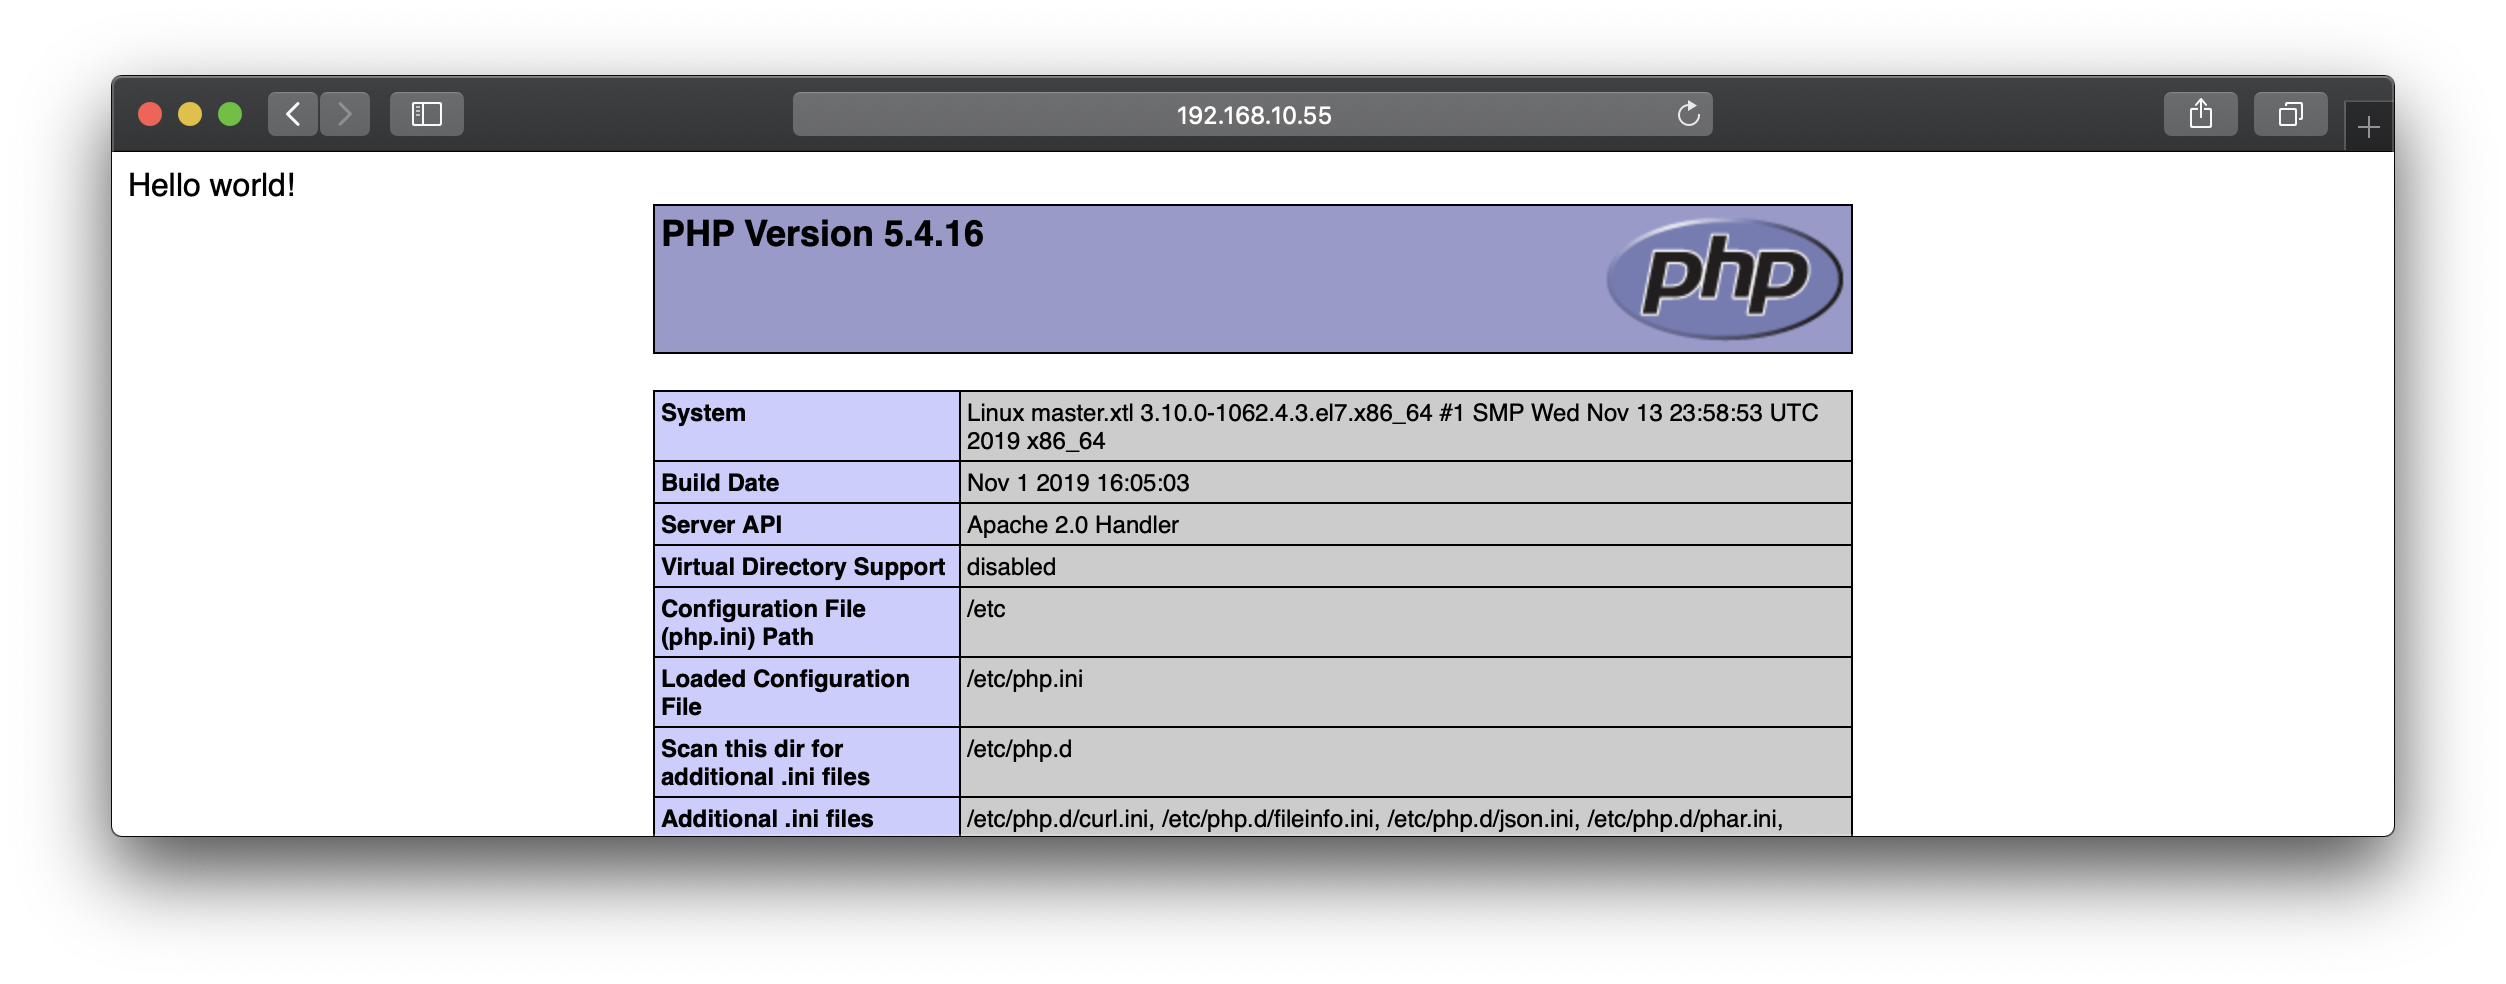 192.168.10.55
Hello world!
PHP Version 5.4.16
php
System
Linux master.xtl 3.10.0-1062.4.3.el7.x86_64 #1 SMP Wed Nov 13 23:58:53 UTC
2019 x86_64
Build Date
Nov 1 2019 16:05:03
Server API
Apache 2.0 Handler
Virtual Directory Support
disabled
Configuration File
(php.ini) Path
/etc
Loaded Configuration
File
/etc/php.ini
Scan this dir for
additional .ini files
/etc/php.d
Additional .ini files
/etc/php.d/curl.ini, /etc/php.d/fileinfo.ini, /etc/php.d/json.ini, /etc/php.d/phar.ini,